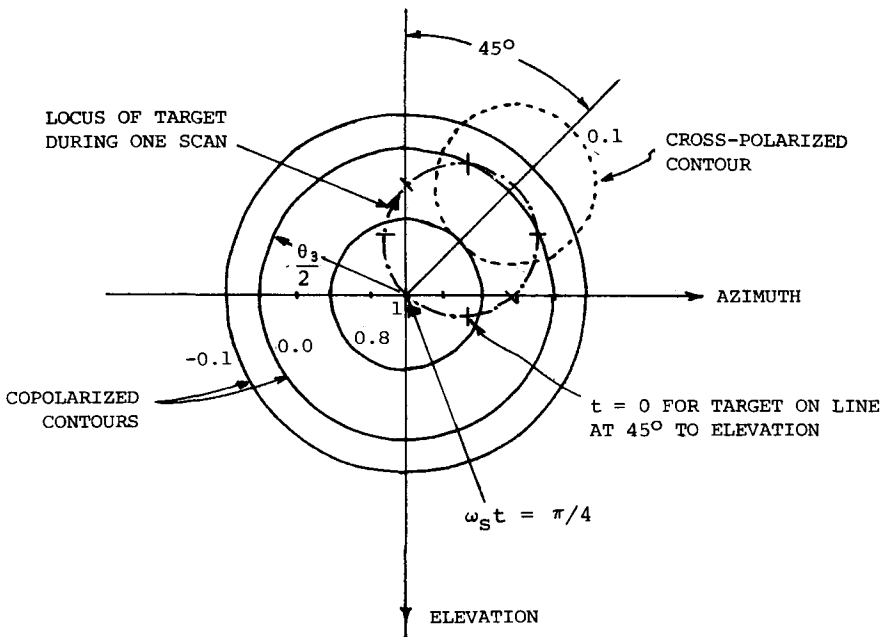 45°
LOCUS OF TARGET
DURING ONE SCAN
0.1
CROSS-POLARIZED
CONTOUR
θ3
2
AZIMUTH
1
0.8
0.0
-0.1
COPOLARIZED
CONTOURS
t = 0 FOR TARGET ON LINE
AT 45° TO ELEVATION
ωSt = π/4
ELEVATION